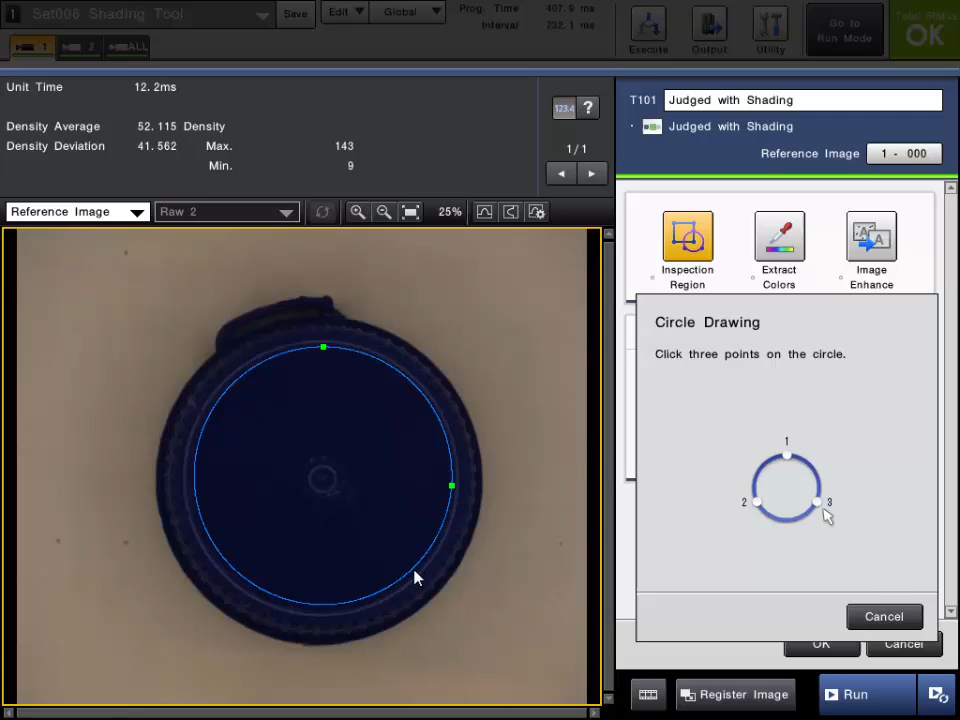 1 Set006 Shading Tool Save Edit Global Prog. Time 407.9 ms
Interval 232.1 ms
Execute Output Utility
Go to
Run Mode
Total Status
OK
1 2 ALL
Unit Time 12.2ms
Density Average 52.115 Density
Density Deviation 41.562 Max. 143
Min. 9
123.4 ?
1/1
T101 Judged with Shading
Judged with Shading
Reference Image 1 - 000
Reference Image Raw 2 25%
Inspection
Region
Extract
Colors
Image
Enhance
Circle Drawing
Click three points on the circle.
1
2 3
Cancel
OK Cancel
Register Image Run